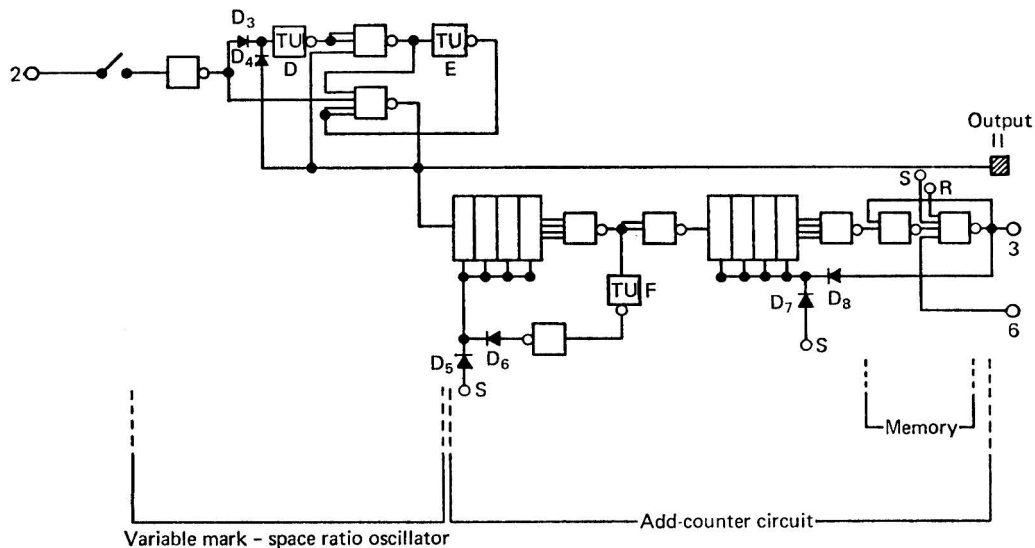 D3
D4
TU
D
TU
E
2
Output
II
S
R
3
TU F
D7
D8
D5
D6
S
S
6
Memory
Add-counter circuit
Variable mark – space ratio oscillator